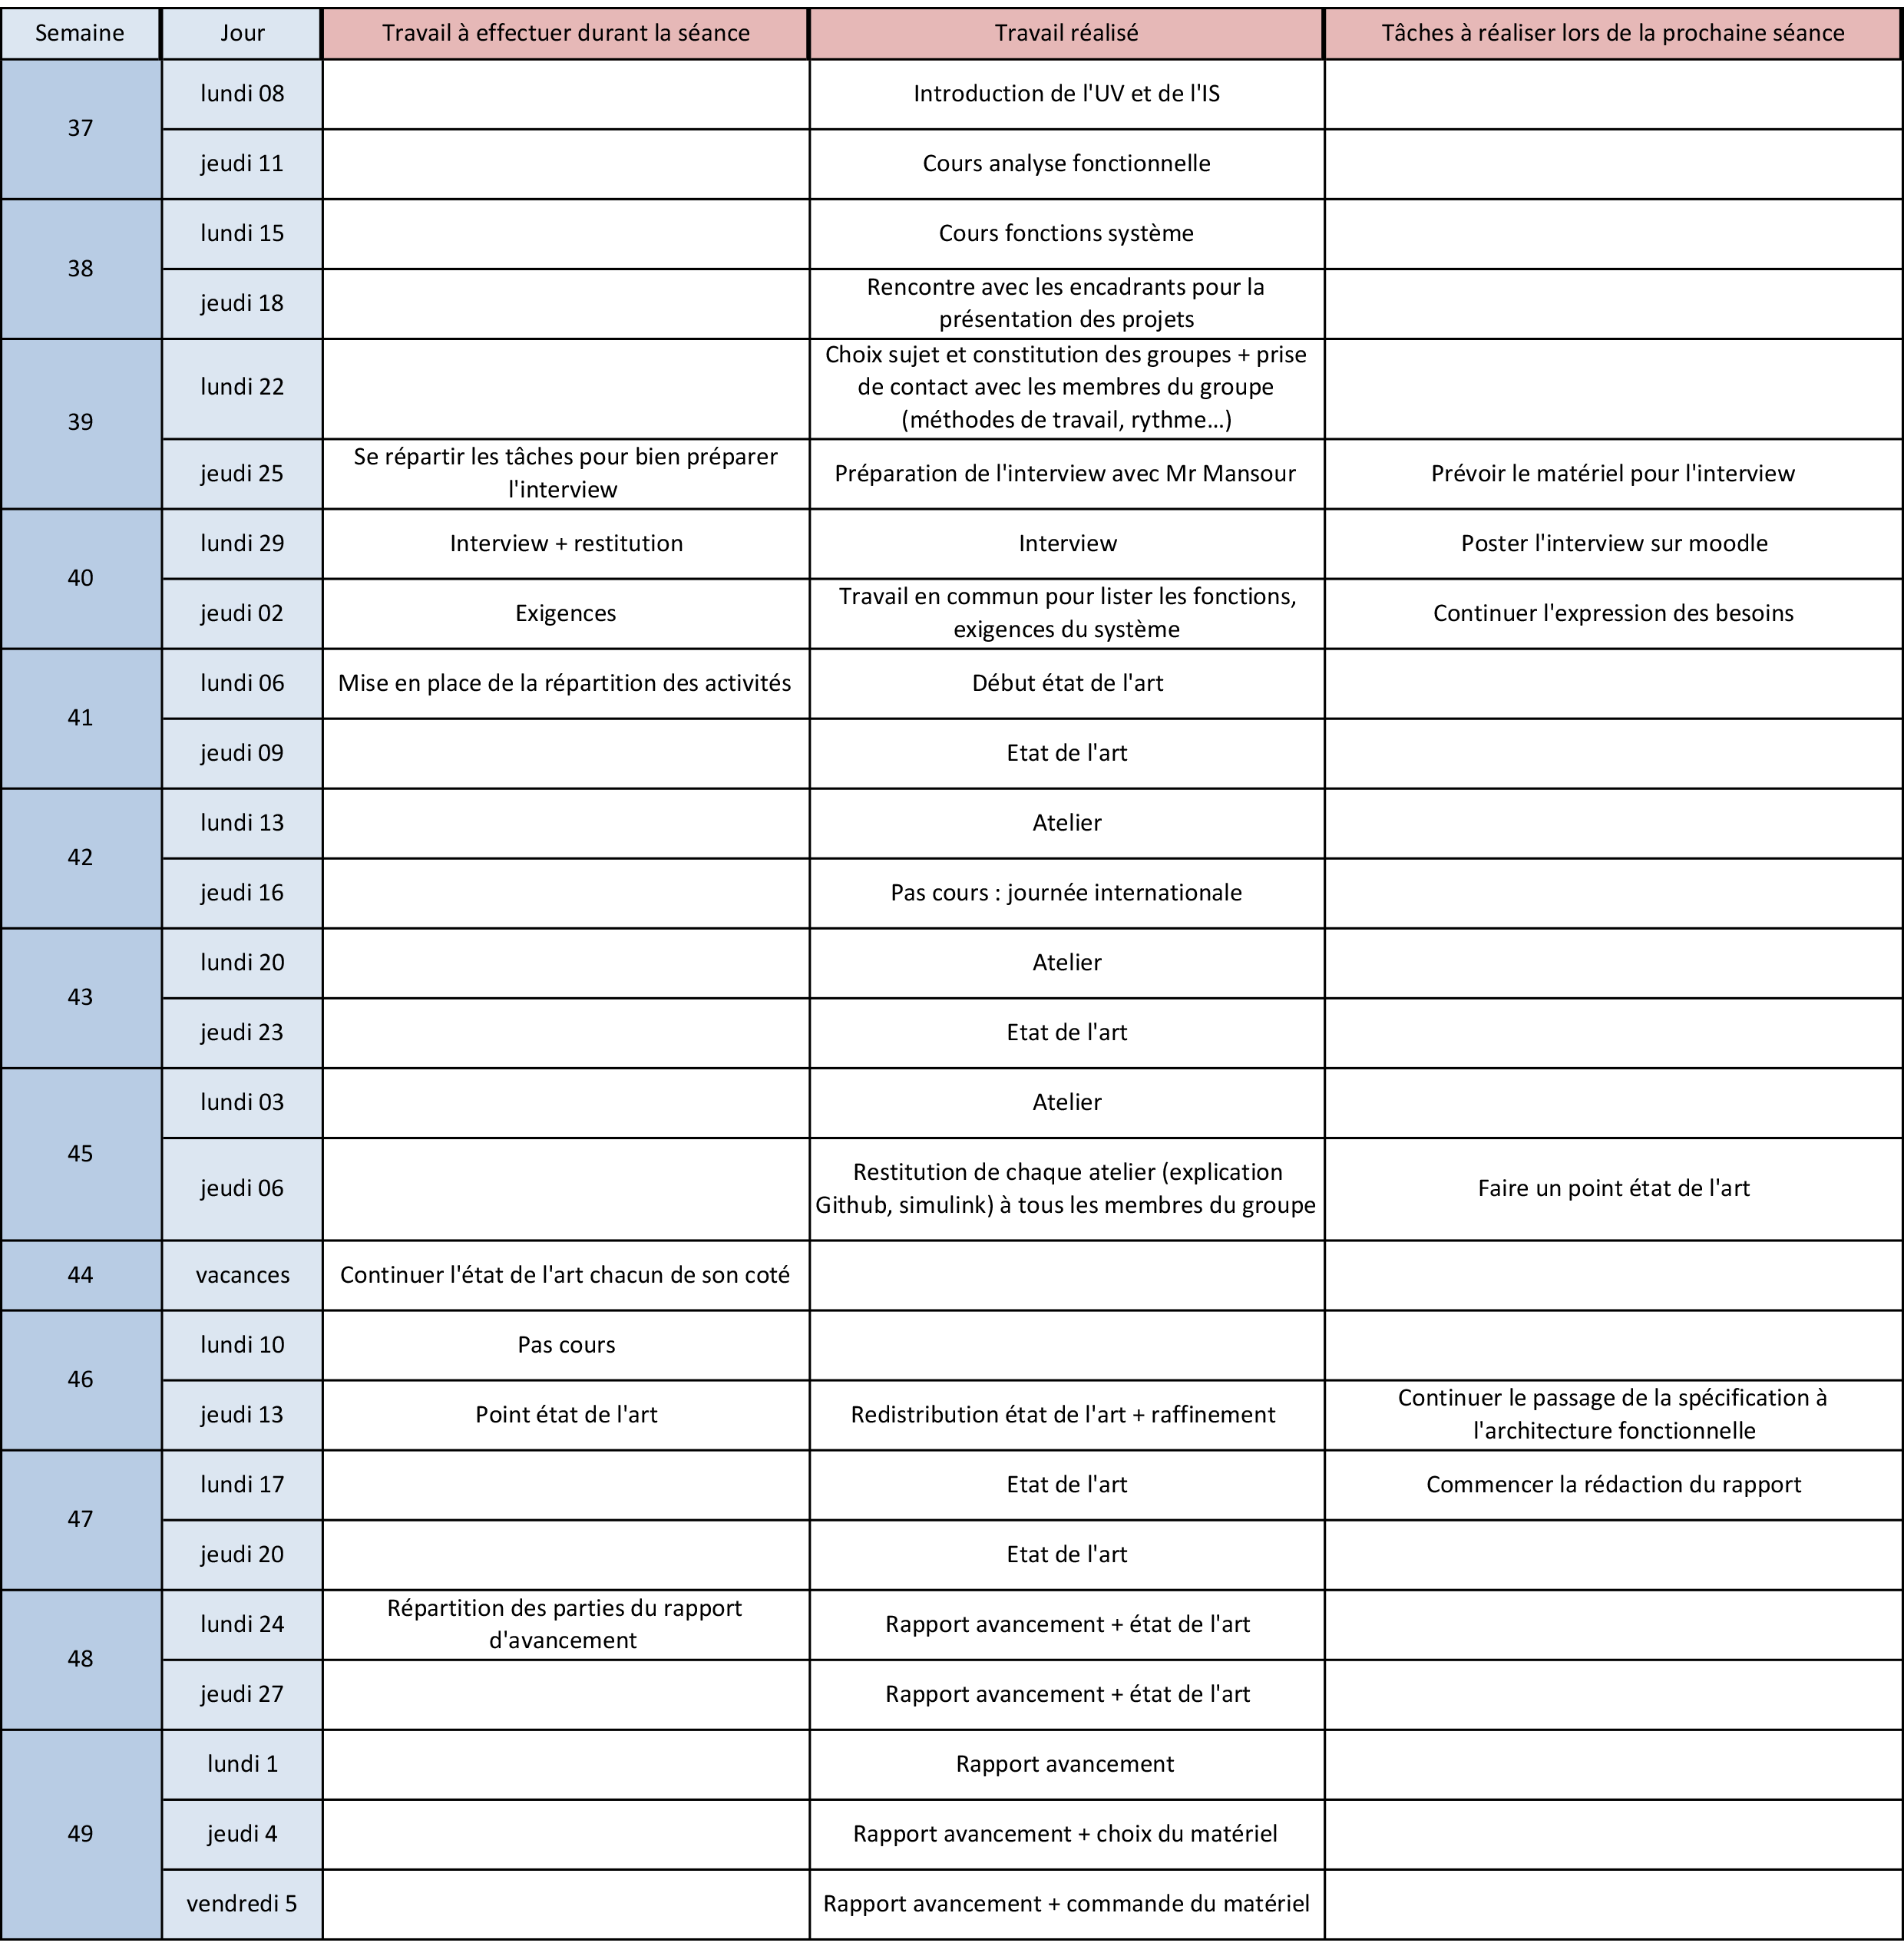 Semaine
Jour
Travail à effectuer durant la séance
Travail réalisé
Tâches à réaliser lors de la prochaine séance
37
lundi 08
Introduction de l'UV et de l'IS
jeudi 11
Cours analyse fonctionnelle
38
lundi 15
Cours fonctions système
jeudi 18
Rencontre avec les encadrants pour la
présentation des projets
39
lundi 22
Choix sujet et constitution des groupes + prise
de contact avec les membres du groupe
(méthodes de travail, rythme…)
jeudi 25
Se répartir les tâches pour bien préparer
l'interview
Préparation de l'interview avec Mr Mansour
Prévoir le matériel pour l'interview
40
lundi 29
Interview + restitution
Interview
Poster l'interview sur moodle
jeudi 02
Exigences
Travail en commun pour lister les fonctions,
exigences du système
Continuer l'expression des besoins
41
lundi 06
Mise en place de la répartition des activités
Début état de l'art
jeudi 09
Etat de l'art
42
lundi 13
Atelier
jeudi 16
Pas cours : journée internationale
43
lundi 20
Atelier
jeudi 23
Etat de l'art
45
lundi 03
Atelier
jeudi 06
Restitution de chaque atelier (explication
Github, simulink) à tous les membres du groupe
Faire un point état de l'art
44
vacances
Continuer l'état de l'art chacun de son coté
46
lundi 10
Pas cours
jeudi 13
Point état de l'art
Redistribution état de l'art + raffinement
Continuer le passage de la spécification à
l'architecture fonctionnelle
47
lundi 17
Etat de l'art
Commencer la rédaction du rapport
jeudi 20
Etat de l'art
48
lundi 24
Répartition des parties du rapport
d'avancement
Rapport avancement + état de l'art
jeudi 27
Rapport avancement + état de l'art
49
lundi 1
Rapport avancement
jeudi 4
Rapport avancement + choix du matériel
vendredi 5
Rapport avancement + commande du matériel